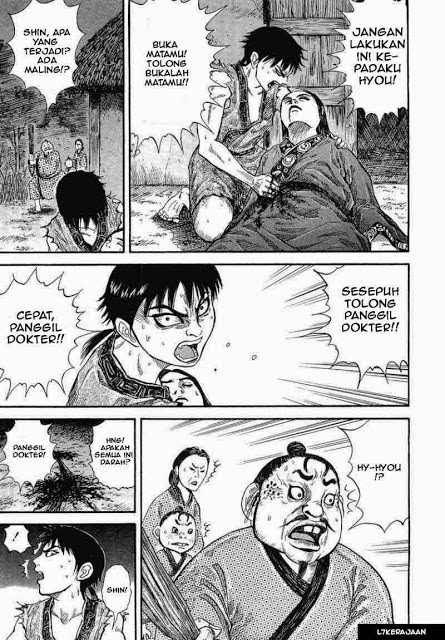 JANGAN
LAKUKAN
INI KE-
PADAKU
HYOU!
BUKA
MATAMU!
TOLONG
BUKALAH
MATAMU!!
SHIN, APA
YANG
TERJADI?
ADA
MALING!?
SESEPUH
TOLONG
PANGGIL
DOKTER!!
CEPAT,
PANGGIL
DOKTER!!
HY-HYOU
!?
HNG!
APAKAH
SEMUA INI
DARAH?
PANGGIL
DOKTER!
SHIN!
!
L7KERAJAAN